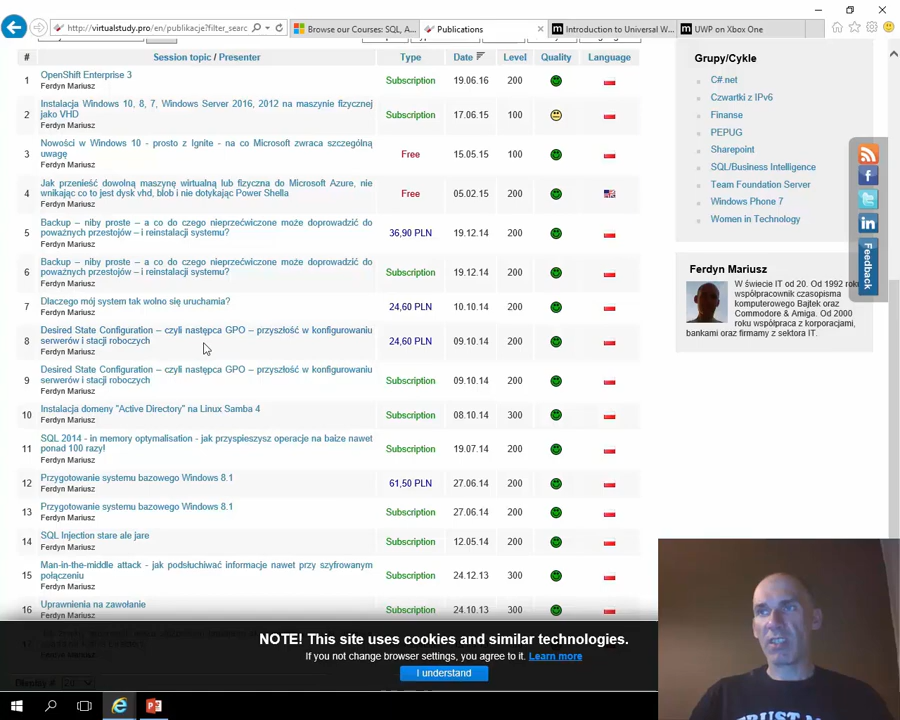 http://virtualstudy.pro/en/publikacje?filter_searc
Browse our Courses: SQL, A...
Publications
Introduction to Universal W...
UWP on Xbox One
#
Session topic / Presenter
Type
Date
Level
Quality
Language
1
OpenShift Enterprise 3
Ferdyn Mariusz
Subscription
19.06.16
200
2
Instalacja Windows 10, 8, 7, Windows Server 2016, 2012 na maszynie fizycznej
jako VHD
Ferdyn Mariusz
Subscription
17.06.15
100
3
Nowości w Windows 10 - prosto z Ignite - na co Microsoft zwraca szczególną
uwagę
Ferdyn Mariusz
Free
15.05.15
100
4
Jak przenieść dowolną maszynę wirtualną lub fizyczna do Microsoft Azure, nie
wnikając co to jest dysk vhd, blob i nie dotykając Power Shella
Ferdyn Mariusz
Free
05.02.15
200
5
Backup – niby proste – a co do czego nieprzećwiczone może doprowadzić do
poważnych przestojów – i reinstalacji systemu?
Ferdyn Mariusz
36,90 PLN
19.12.14
200
6
Backup – niby proste – a co do czego nieprzećwiczone może doprowadzić do
poważnych przestojów – i reinstalacji systemu?
Ferdyn Mariusz
Subscription
19.12.14
200
7
Dlaczego mój system tak wolno się uruchamia?
Ferdyn Mariusz
24,60 PLN
10.10.14
200
8
Desired State Configuration – czyli następca GPO – przyszłość w konfigurowaniu
serwerów i stacji roboczych
Ferdyn Mariusz
24,60 PLN
09.10.14
200
9
Desired State Configuration – czyli następca GPO – przyszłość w konfigurowaniu
serwerów i stacji roboczych
Ferdyn Mariusz
Subscription
09.10.14
200
10
Instalacja domeny "Active Directory" na Linux Samba 4
Ferdyn Mariusz
Subscription
08.10.14
300
11
SQL 2014 - in memory optymalisation - jak przyspieszysz operacje na baize nawet
ponad 100 razy!
Ferdyn Mariusz
Subscription
19.07.14
200
12
Przygotowanie systemu bazowego Windows 8.1
Ferdyn Mariusz
61,50 PLN
27.06.14
200
13
Przygotowanie systemu bazowego Windows 8.1
Ferdyn Mariusz
Subscription
27.06.14
200
14
SQL Injection stare ale jare
Ferdyn Mariusz
Subscription
12.05.14
200
15
Man-in-the-middle attack - jak podsłuchiwać informacje nawet przy szyfrowanym
połączeniu
Ferdyn Mariusz
Subscription
24.12.13
300
16
Uprawnienia na zawołanie
Ferdyn Mariusz
Subscription
24.10.13
300
Grupy/Cykle
C#.net
Czwartki z IPv6
Finanse
PEPUG
Sharepoint
SQL/Business Intelligence
Team Foundation Server
Windows Phone 7
Women in Technology
Feedback
Ferdyn Mariusz
W świecie IT od 20. Od 1992 roku
współpracownik czasopisma
komputerowego Bajtek oraz
Commodore & Amiga. Od 2000
roku współpraca z korporacjami,
bankami oraz firmamy z sektora IT.
NOTE! This site uses cookies and similar technologies.
If you not change browser settings, you agree to it. Learn more
I understand